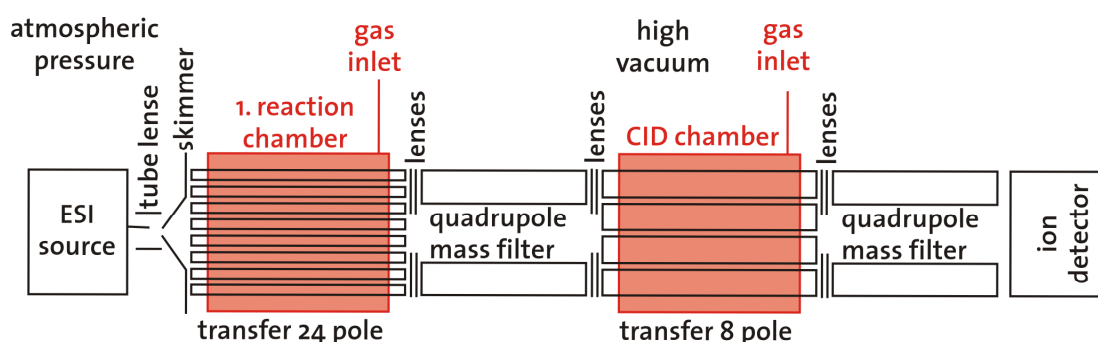 atmospheric
pressure
tube lense
skimmer
gas
inlet
1. reaction
chamber
lenses
high
vacuum
lenses
gas
inlet
CID chamber
lenses
ESI
source
quadrupole
mass filter
quadrupole
mass filter
ion
detector
transfer 24 pole
transfer 8 pole